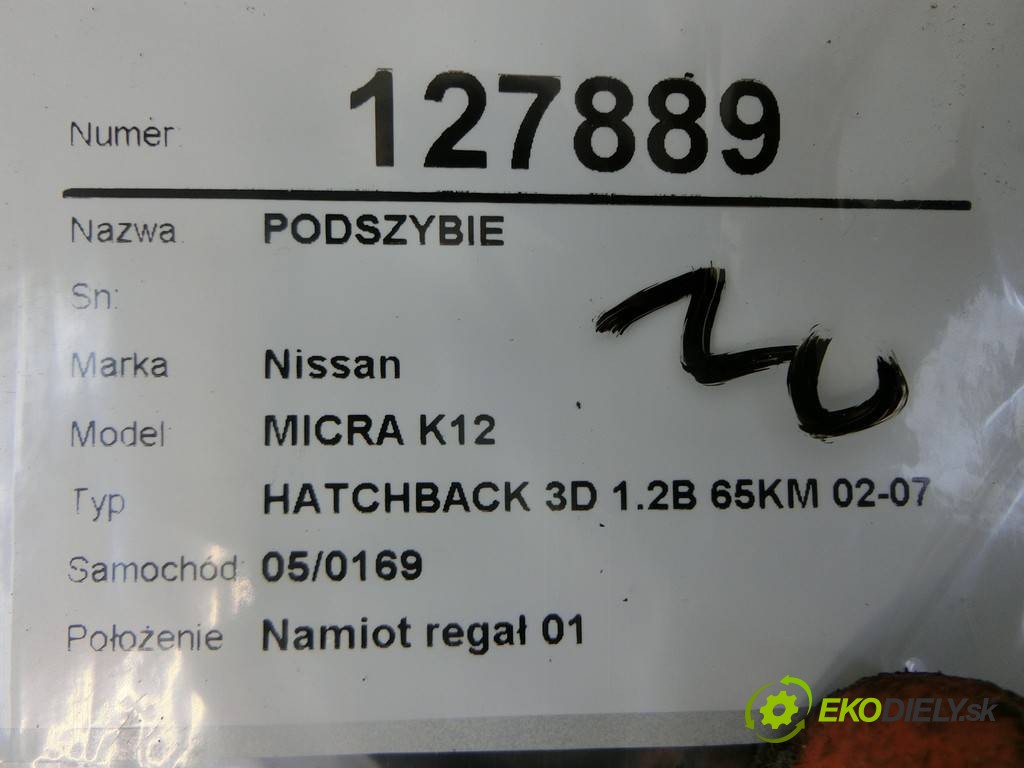 Numer 127889
Nazwa PODSZYBIE
Sn:
Marka Nissan
Model MICRA K12
Typ HATCHBACK 3D 1.2B 65KM 02-07
Samochód: 05/0169
Położenie Namiot regał 01
EKODIELY.sk